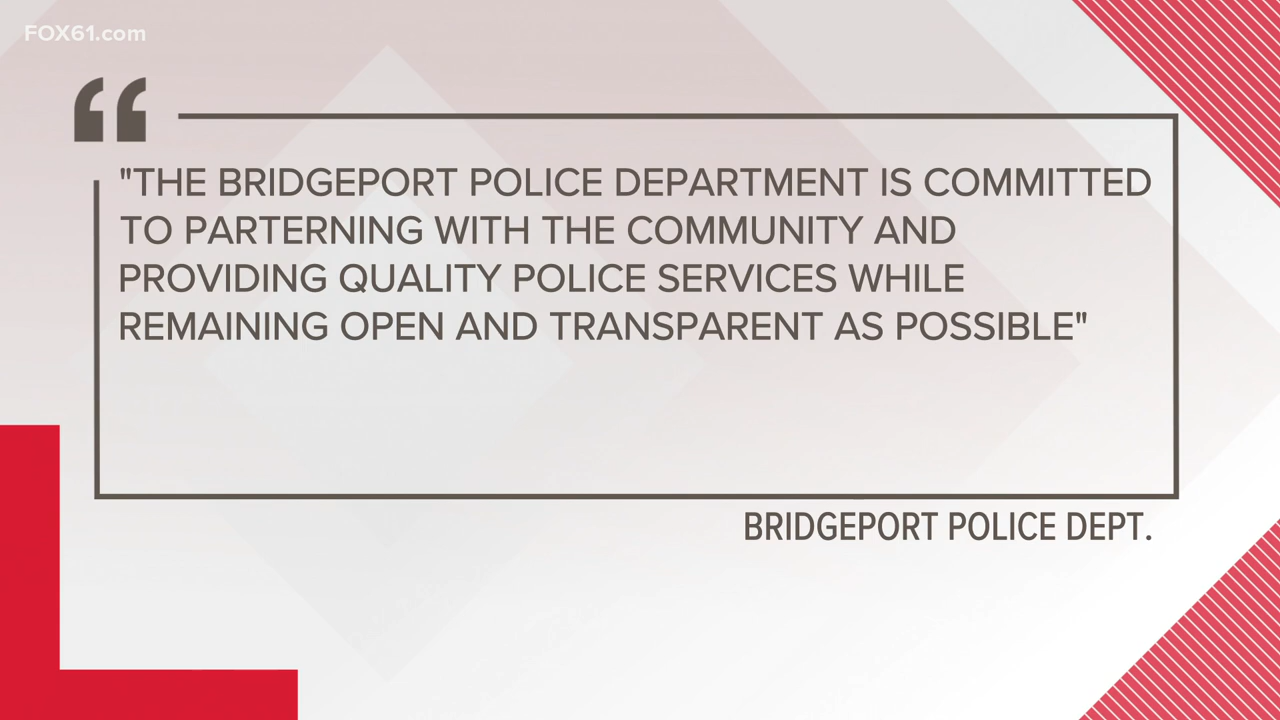 FOX61.com
"THE BRIDGEPORT POLICE DEPARTMENT IS COMMITTED
TO PARTERNING WITH THE COMMUNITY AND
PROVIDING QUALITY POLICE SERVICES WHILE
REMAINING OPEN AND TRANSPARENT AS POSSIBLE"
BRIDGEPORT POLICE DEPT.